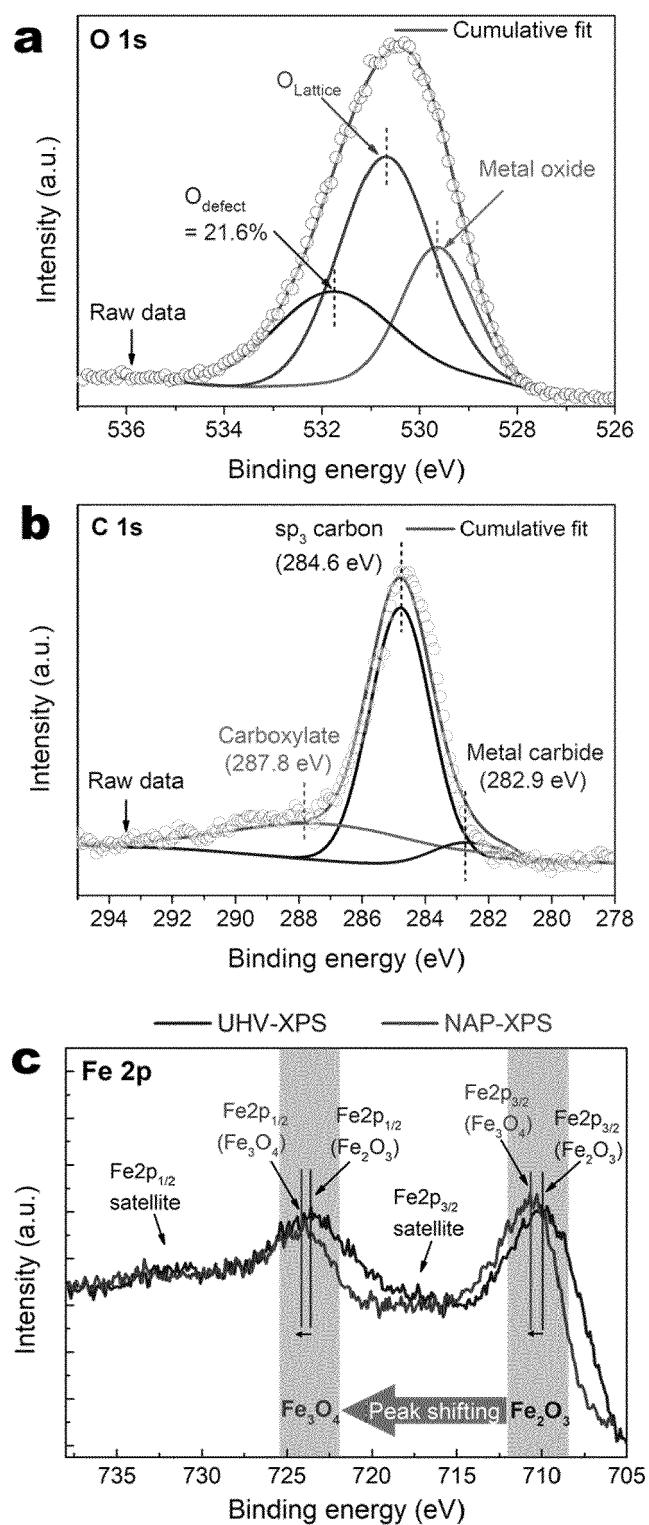 a
O 1s
Cumulative fit
O_Lattice
Metal oxide
O_defect
= 21.6%
Raw data
Intensity (a.u.)
536 534 532 530 528 526
Binding energy (eV)
b
C 1s
sp₃ carbon
(284.6 eV)
Cumulative fit
Carboxylate
(287.8 eV)
Metal carbide
(282.9 eV)
Raw data
Intensity (a.u.)
294 292 290 288 286 284 282 280 278
Binding energy (eV)
UHV-XPS NAP-XPS
c
Fe 2p
Fe2p₁/₂
(Fe₃O₄)
Fe2p₁/₂
(Fe₂O₃)
Fe2p₃/₂
(Fe₃O₄)
Fe2p₃/₂
(Fe₂O₃)
Fe2p₁/₂
satellite
Fe2p₃/₂
satellite
Fe₃O₄ Peak shifting Fe₂O₃
Intensity (a.u.)
735 730 725 720 715 710 705
Binding energy (eV)